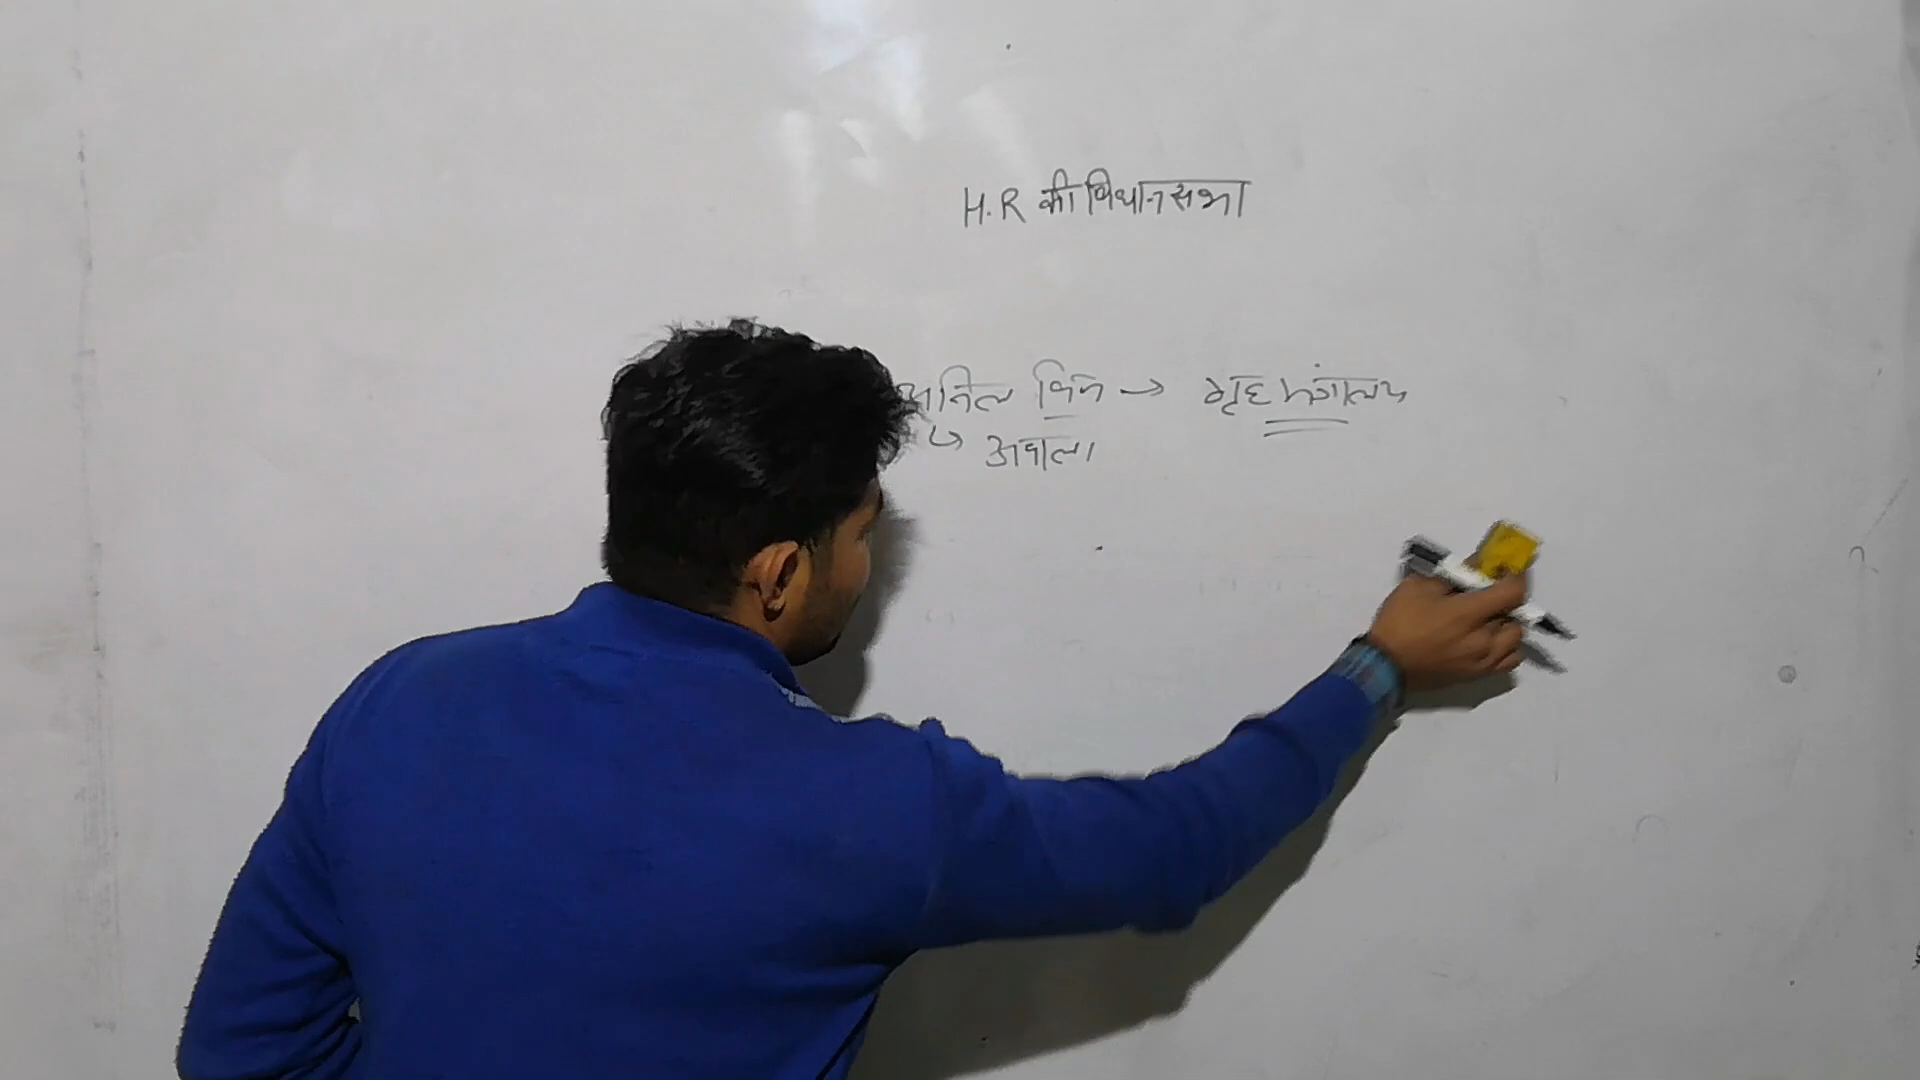 H.R की विधानसभा
अनिल विज → गृह मंत्रालय
↳ अंबाला